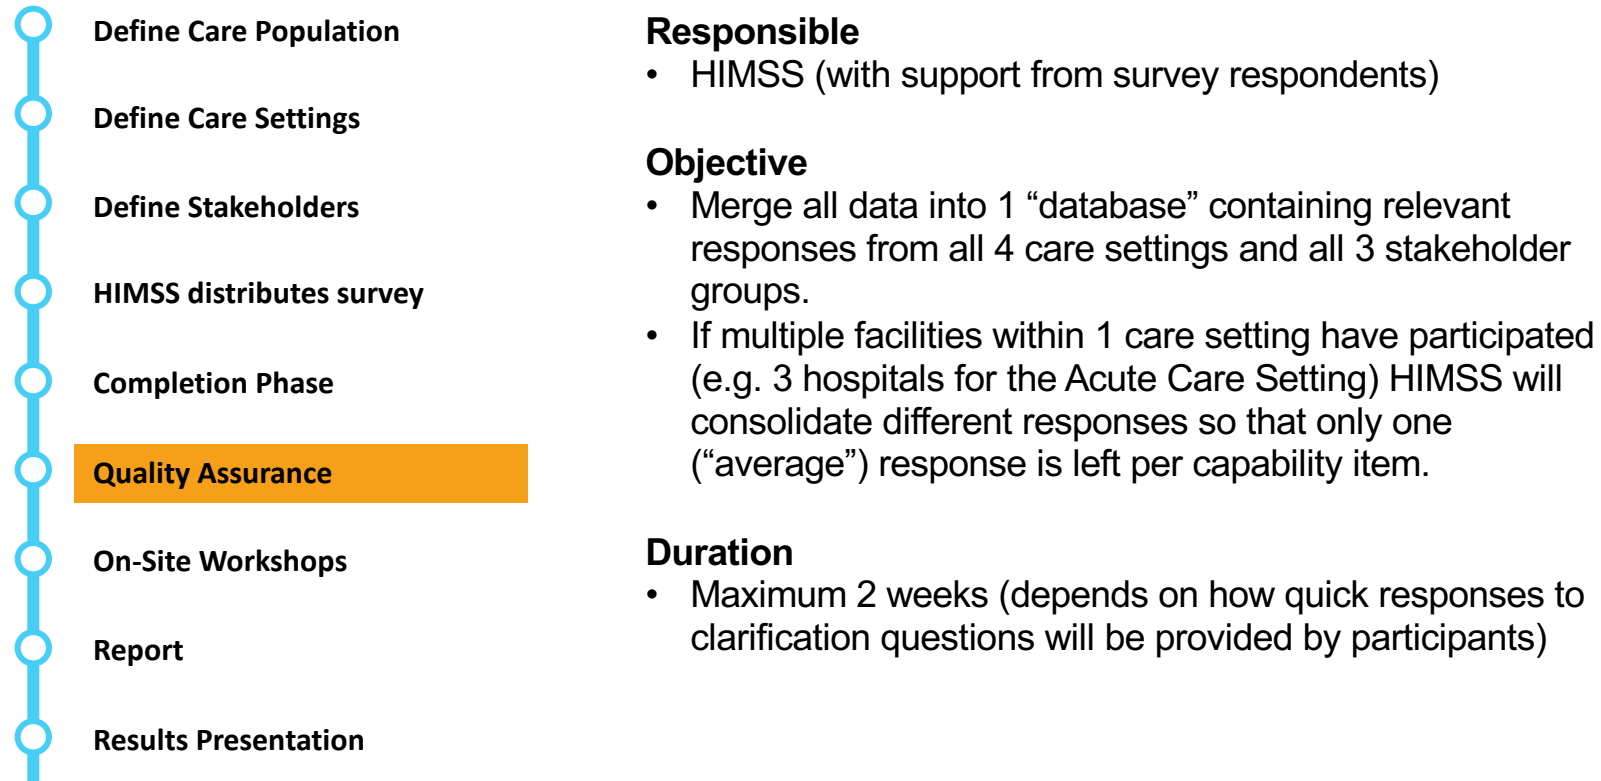 Define Care Population
Define Care Settings
Define Stakeholders
HIMSS distributes survey
Completion Phase
Quality Assurance
On-Site Workshops
Report
Results Presentation
Responsible
• HIMSS (with support from survey respondents)
Objective
• Merge all data into 1 “database” containing relevant
responses from all 4 care settings and all 3 stakeholder
groups.
• If multiple facilities within 1 care setting have participated
(e.g. 3 hospitals for the Acute Care Setting) HIMSS will
consolidate different responses so that only one
(“average”) response is left per capability item.
Duration
• Maximum 2 weeks (depends on how quick responses to
clarification questions will be provided by participants)